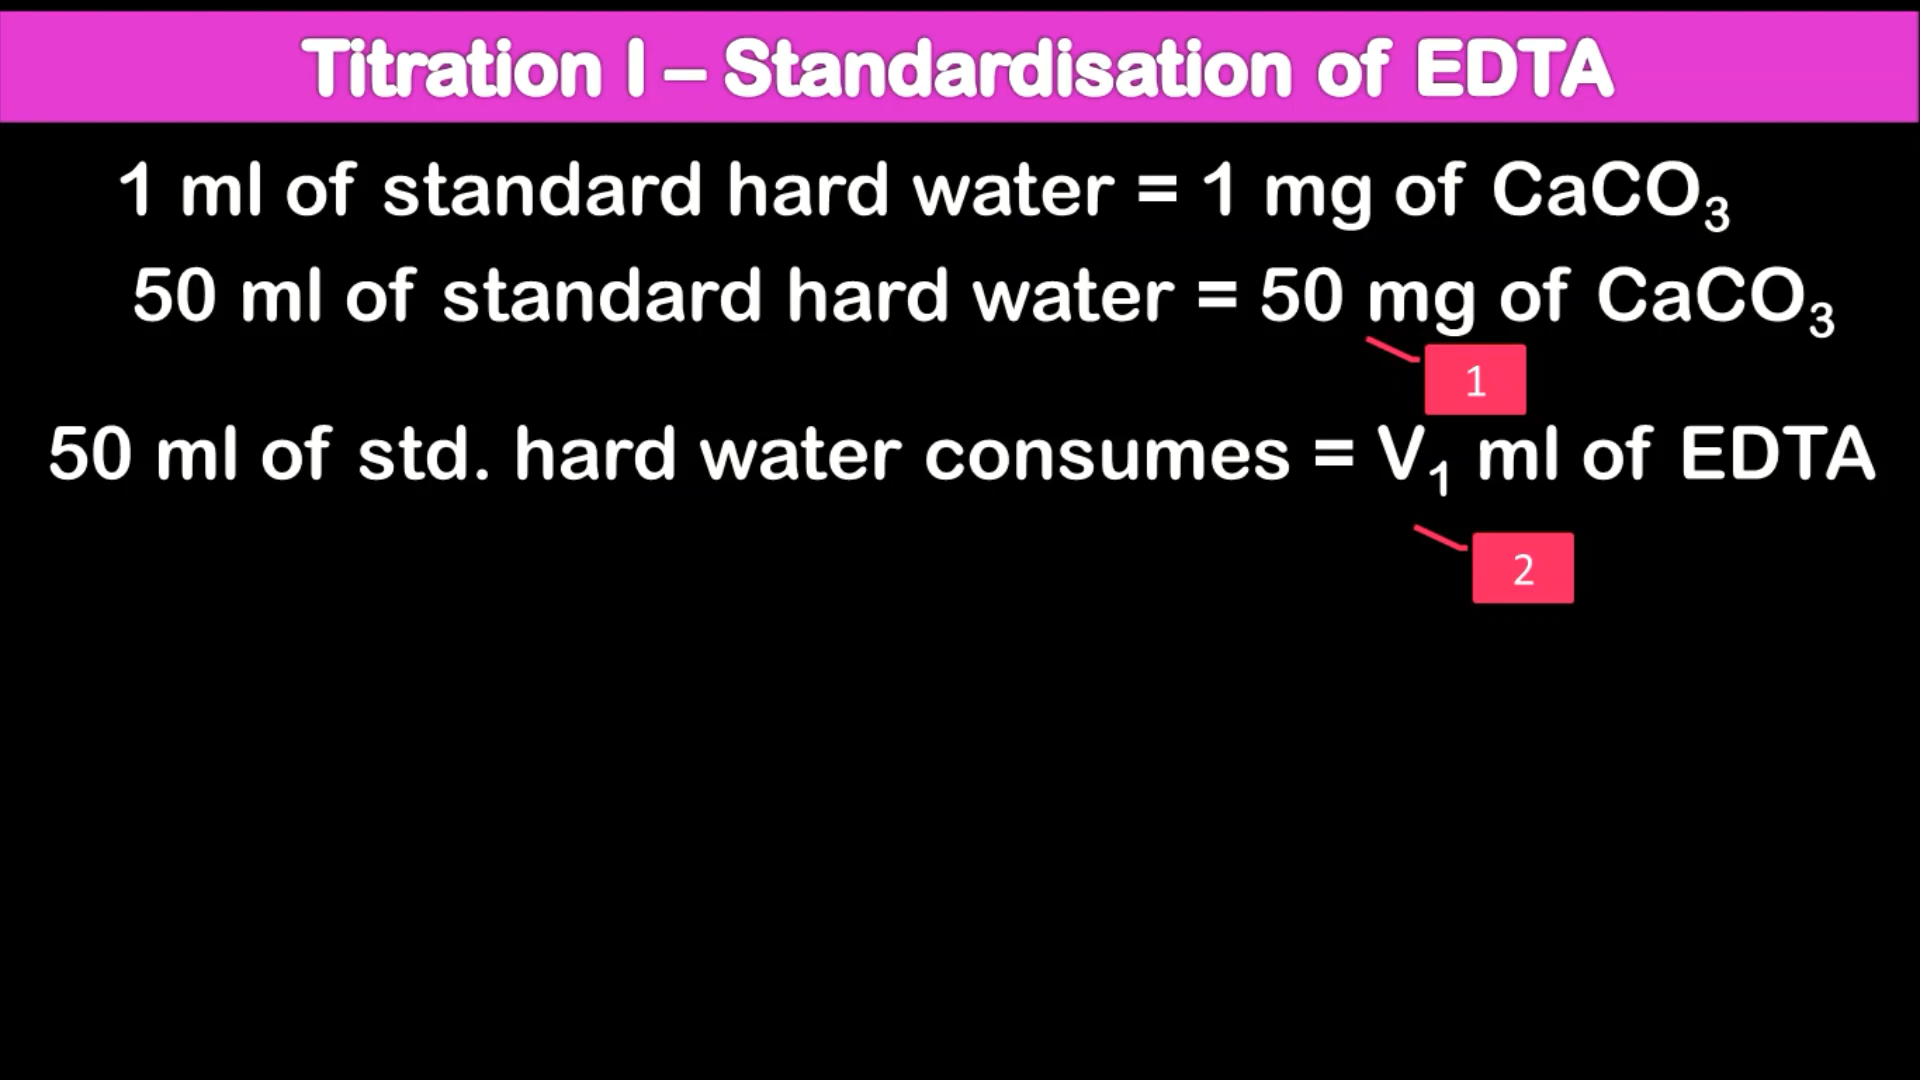 Titration I – Standardisation of EDTA
1 ml of standard hard water = 1 mg of CaCO₃
50 ml of standard hard water = 50 mg of CaCO₃
1
50 ml of std. hard water consumes = V₁ ml of EDTA
2